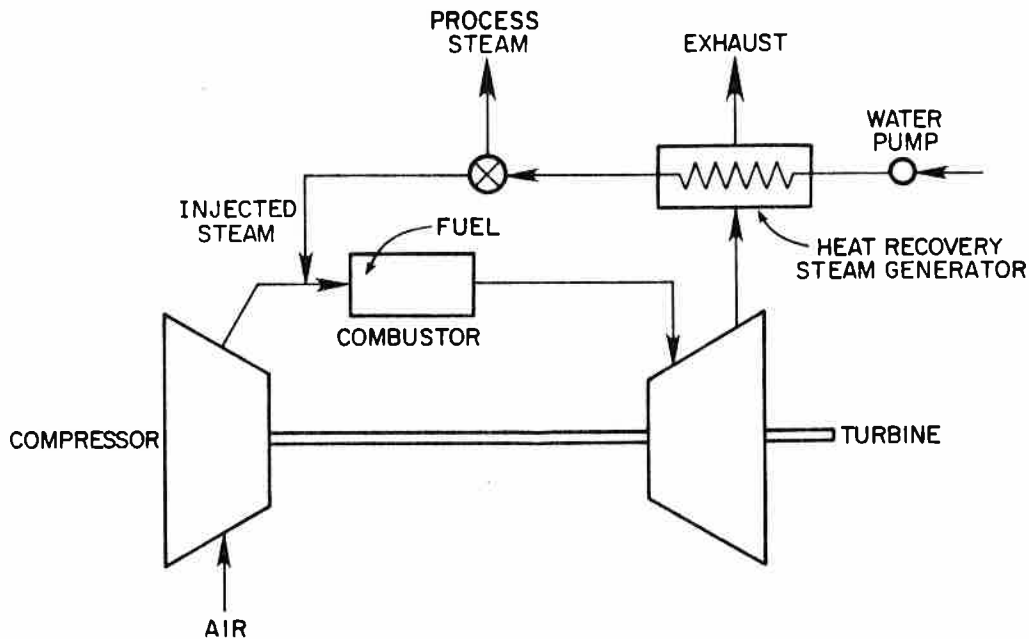 PROCESS
STEAM
EXHAUST
WATER
PUMP
INJECTED
STEAM
FUEL
HEAT RECOVERY
STEAM GENERATOR
COMBUSTOR
COMPRESSOR
TURBINE
AIR